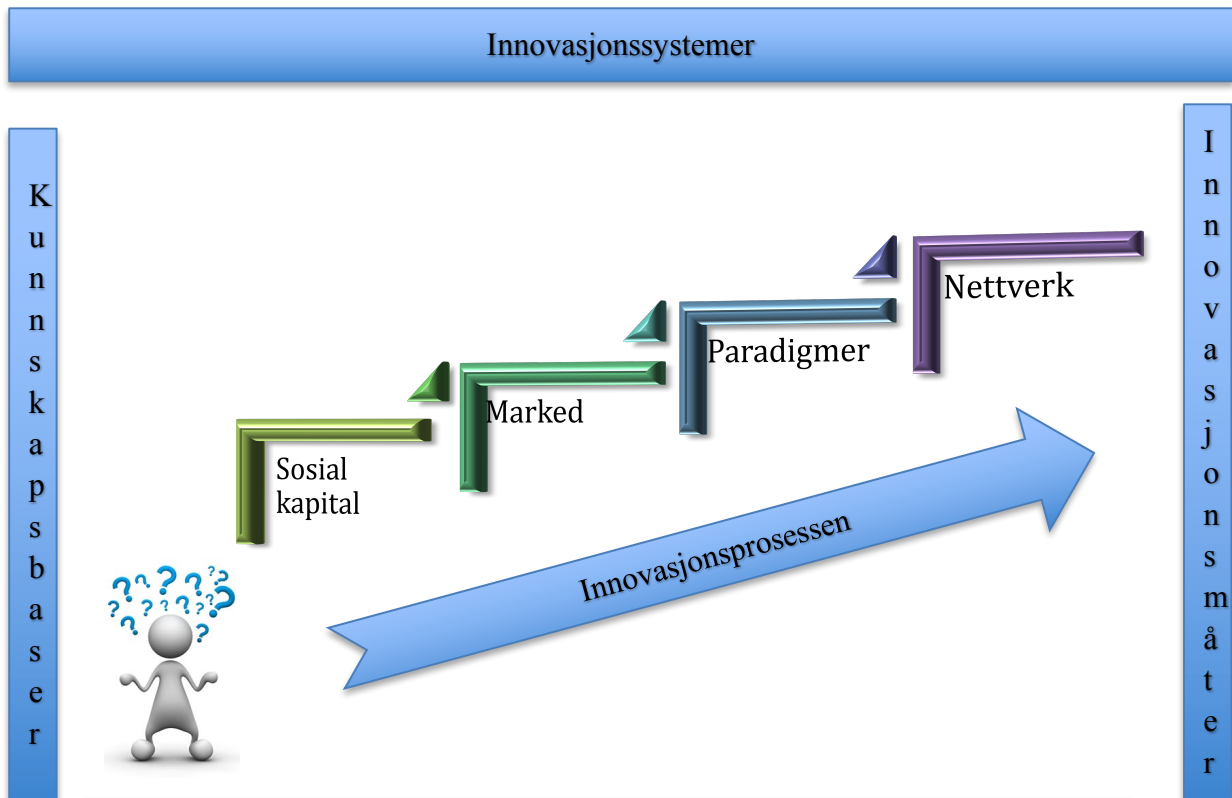 Innovasjonssystemer
Kunnskapsbaser
Sosial
kapital
Marked
Paradigmer
Nettverk
Innovasjonsprosessen
Innovasjonsmåter